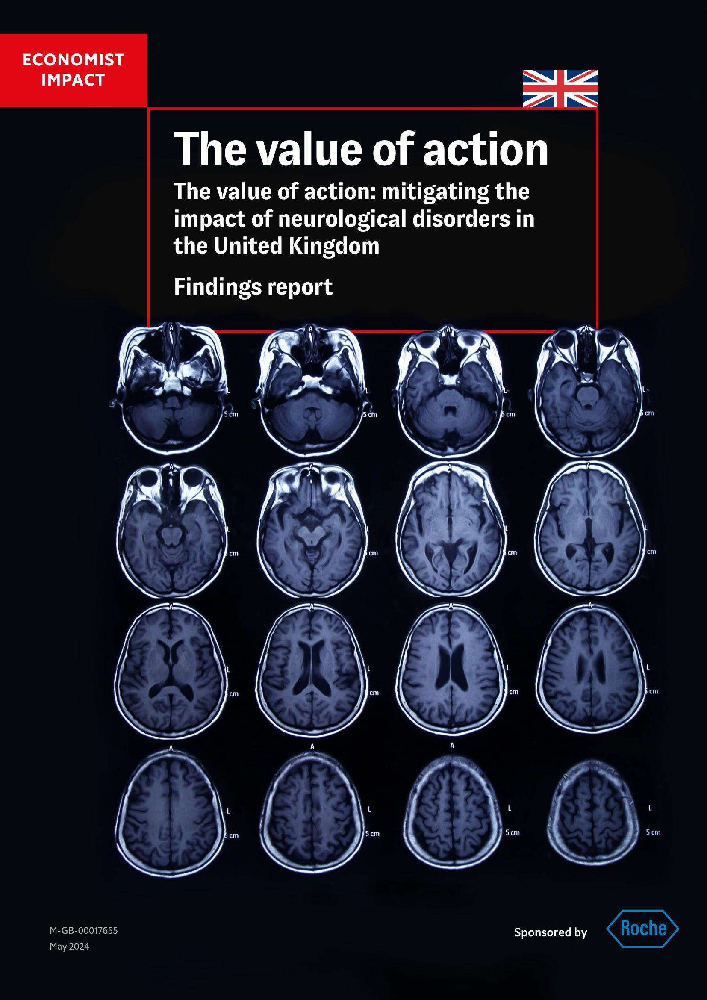 ECONOMIST
IMPACT
The value of action
The value of action: mitigating the
impact of neurological disorders in
the United Kingdom
Findings report
A
A
A
A
L
L
L
L
5 cm
5 cm
5 cm
5 cm
A
A
A
A
L
L
L
L
cm
cm
cm
cm
A
A
A
A
L
L
L
L
cm
cm
cm
cm
A
A
A
L
L
L
L
5 cm
5 cm
5 cm
5 cm
M-GB-00017655
May 2024
Sponsored by
Roche